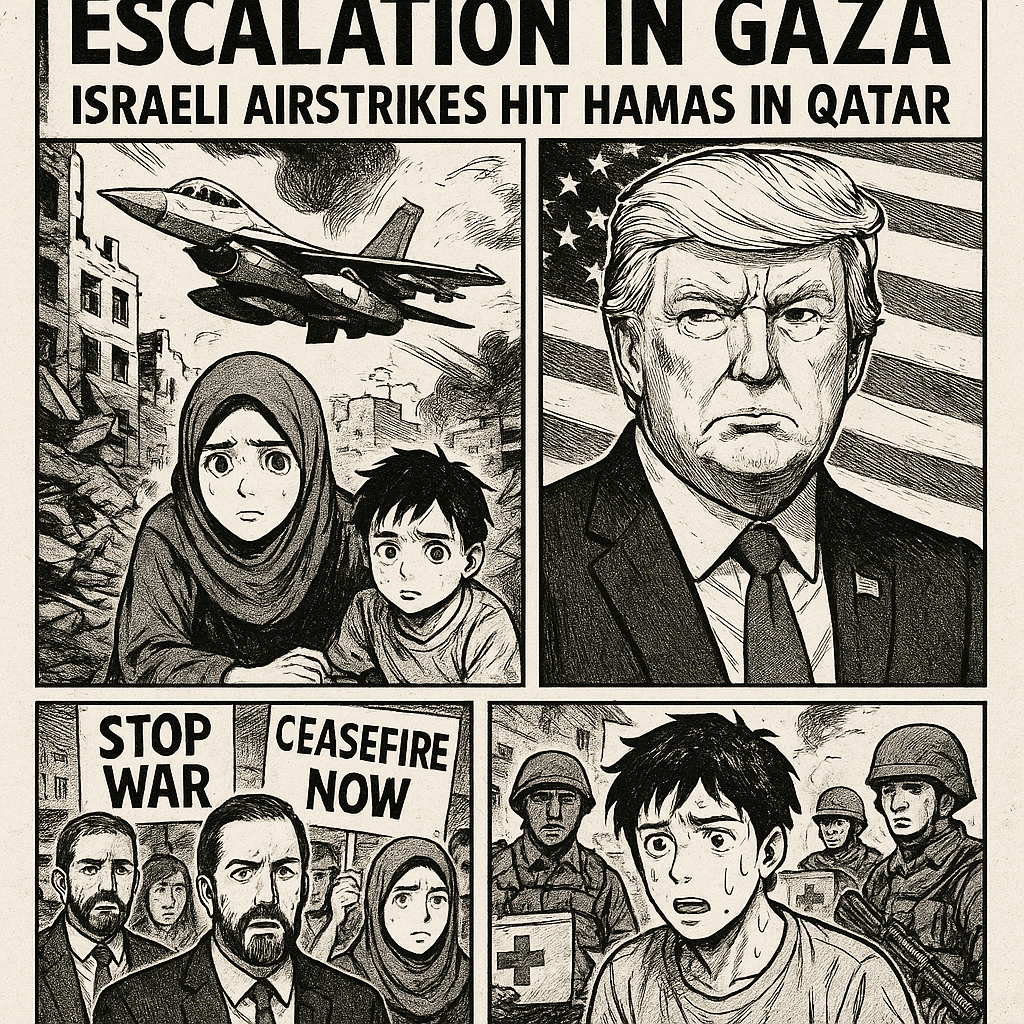 ESCALATION IN GAZA
ISRAELI AIRSTRIKES HIT HAMAS IN QATAR
STOP
WAR
CEASEFIRE
NOW